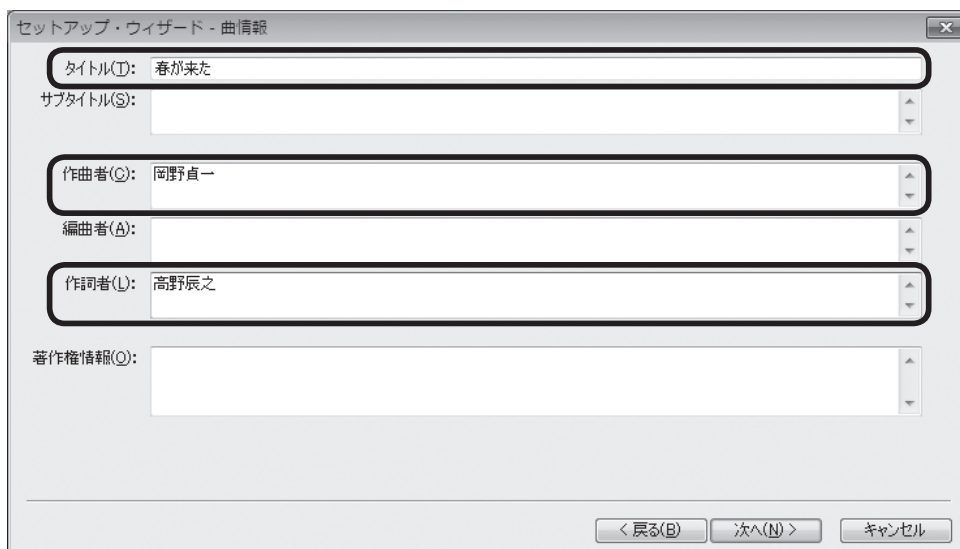 セットアップ・ウィザード - 曲情報
タイトル(T): 春が来た
サブタイトル(S):
作曲者(C): 岡野貞一
編曲者(A):
作詞者(L): 高野辰之
著作権情報(O):
< 戻る(B) 次へ(N) > キャンセル